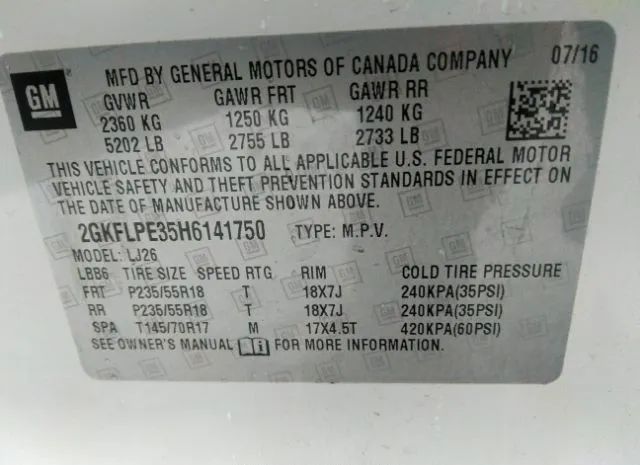 GM
MFD BY GENERAL MOTORS OF CANADA COMPANY 07/16
GVWR GAWR FRT GAWR RR
2360 KG 1250 KG 1240 KG
5202 LB 2755 LB 2733 LB
THIS VEHICLE CONFORMS TO ALL APPLICABLE U.S. FEDERAL MOTOR
VEHICLE SAFETY AND THEFT PREVENTION STANDARDS IN EFFECT ON
THE DATE OF MANUFACTURE SHOWN ABOVE.
2GKFLPE35H6141750 TYPE: M.P.V.
MODEL: LJ26
LBB6 TIRE SIZE SPEED RTG RIM COLD TIRE PRESSURE
FRT P235/55R18 T 18X7J 240KPA(35PSI)
RR P235/55R18 T 18X7J 240KPA(35PSI)
SPA T145/70R17 M 17X4.5T 420KPA(60PSI)
SEE OWNER'S MANUAL FOR MORE INFORMATION.